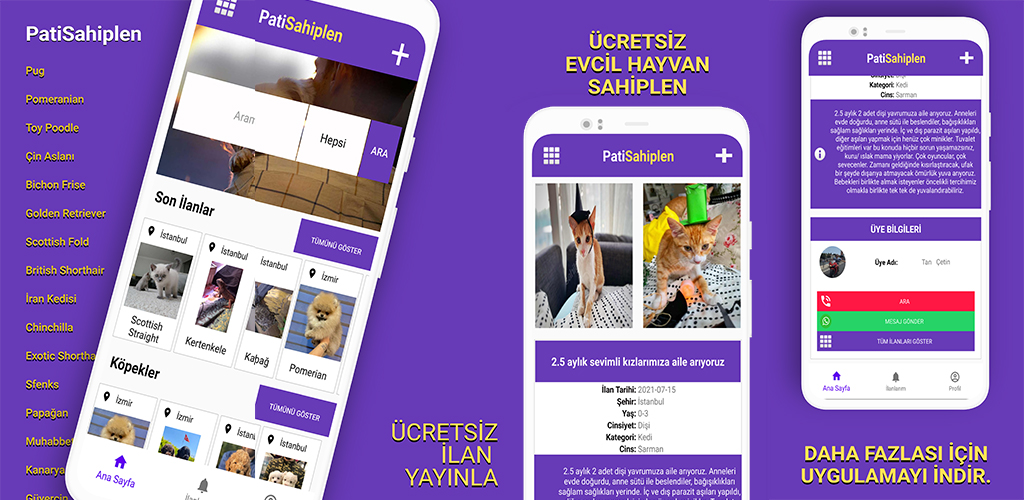 PatiSahiplen
Pug
Pomeranian
Toy Poodle
Çin Aslanı
Bichon Frise
Golden Retriever
Scottish Fold
British Shorthair
İran Kedisi
Chinchilla
Exotic Shortha
Sfenks
Papağan
Muhabbet
Kanarya
Güvercin
PatiSahiplen
Aram
Hepsi
ARA
Son İlanlar
TÜMÜNÜ GÖSTER
İstanbul
İstanbul
İstanbul
İzmir
Scottish
Straight
Kertenkele
Kabağ
Pomerian
Köpekler
TÜMÜNÜ GÖSTER
İzmir
İzmir
İstan
İstanbul
Ana Sayfa
ÜCRETSİZ
İLAN
YAYINLA
ÜCRETSİZ
EVCİL HAYVAN
SAHİPLEN
PatiSahiplen
2.5 aylık sevimli kızlarımıza aile arıyoruz
İlan Tarihi: 2021-07-15
Şehir: İstanbul
Yaş: 0-3
Cinsiyet: Dişi
Kategori: Kedi
Cins: Sarman
2.5 aylık 2 adet dişi yavrumuza aile arıyoruz. Anneleri
evde doğurdu, anne sütü ile beslendiler, bağışıklıkları
sağlam sağlıkları yerinde. İç ve dış parazit aşıları yapıldı,
PatiSahiplen
Cinsiyet: Dişi
Kategori: Kedi
Cins: Sarman
2.5 aylık 2 adet dişi yavrumuza aile arıyoruz. Anneleri
evde doğurdu, anne sütü ile beslendiler, bağışıklıkları
sağlam sağlıkları yerinde. İç ve dış parazit aşıları yapıldı,
diğer aşıları yapmak için henüz çok minikler. Tuvalet
eğitimleri var bu konuda hiçbir sorun yaşamazsınız,
kuru/ ıslak mama yiyorlar. Çok oyuncular, çok
sevecenler. Zamanı geldiğinde kısırlaştıracak, ufak
bir şeyde dışarıya atmayacak ömürlük yuva arıyoruz.
Bebekleri birlikte almak isteyenler öncelikli tercihimiz
olmakla birlikte tek tek de yuvalandırabiliriz.
ÜYE BİLGİLERİ
Üye Adı: Tan Çetin
ARA
MESAJ GÖNDER
TÜM İLANLARI GÖSTER
Ana Sayfa
İlanlarım
Profil
DAHA FAZLASI İÇİN
UYGULAMAYI İNDİR.